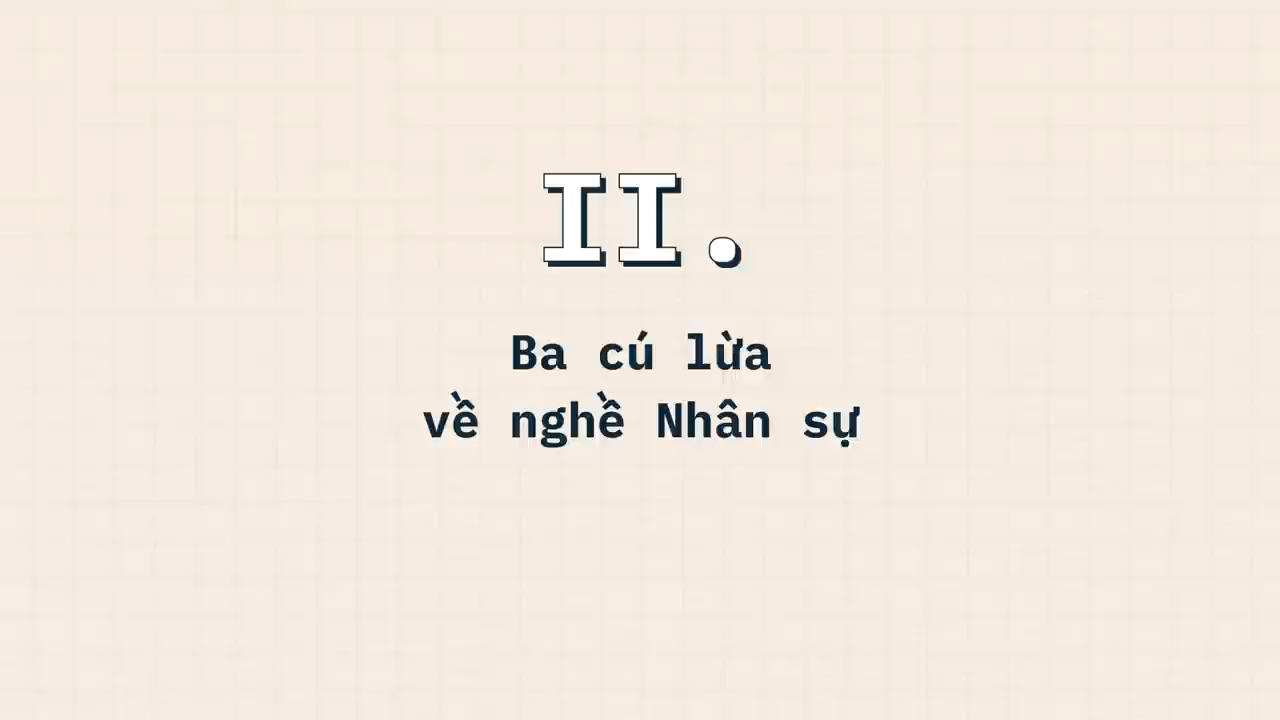 II.
Ba cú lừa
về nghề Nhân sự